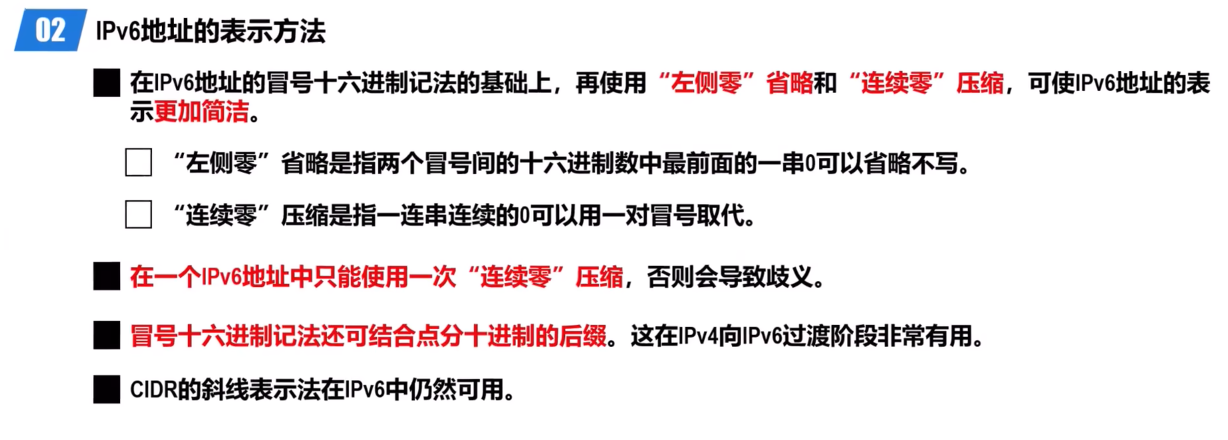 02 IPv6地址的表示方法
在IPv6地址的冒号十六进制记法的基础上，再使用“左侧零”省略和“连续零”压缩，可使IPv6地址的表
示更加简洁。
“左侧零”省略是指两个冒号间的十六进制数中最前面的一串0可以省略不写。
“连续零”压缩是指一连串连续的0可以用一对冒号取代。
在一个IPv6地址中只能使用一次“连续零”压缩，否则会导致歧义。
冒号十六进制记法还可结合点分十进制的后缀。这在IPv4向IPv6过渡阶段非常有用。
CIDR的斜线表示法在IPv6中仍然可用。